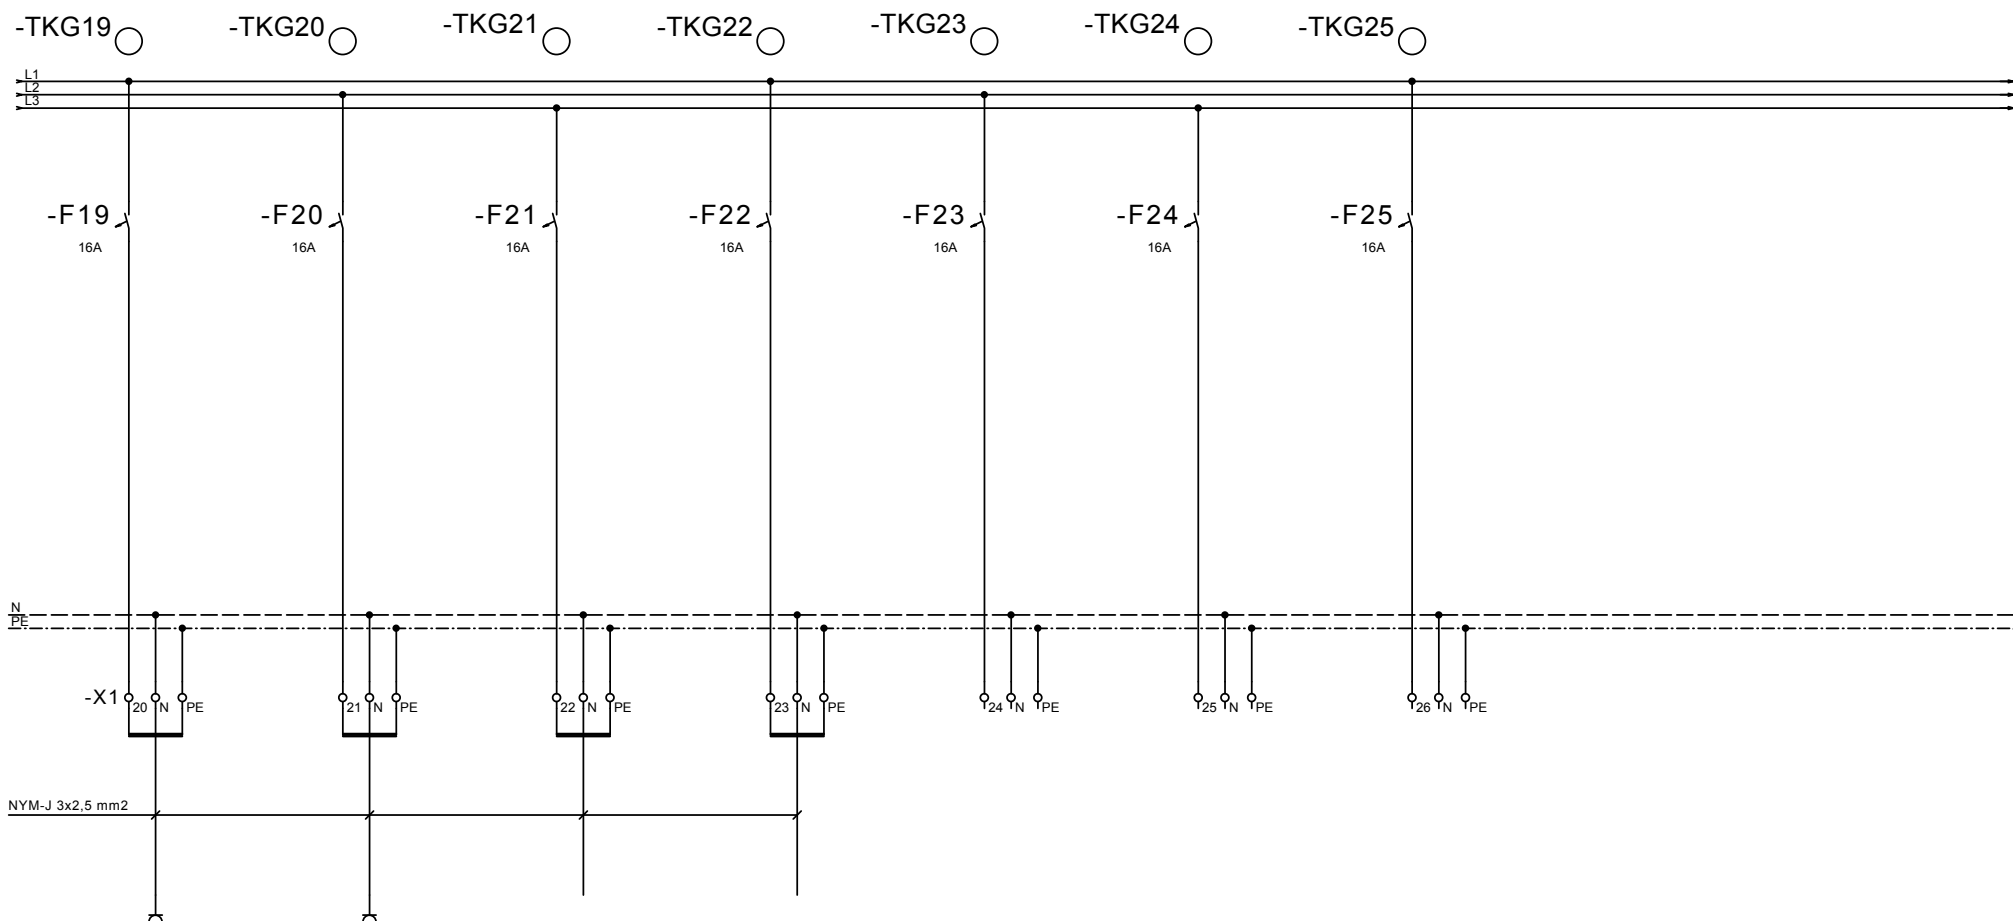 -TKG19 -TKG20 -TKG21 -TKG22 -TKG23 -TKG24 -TKG25
L1
L2
L3
-F19 -F20 -F21 -F22 -F23 -F24 -F25
16A 16A 16A 16A 16A 16A 16A
N
PE
-X1 20 N PE 21 N PE 22 N PE 23 N PE 24 N PE 25 N PE 26 N PE
NYM-J 3x2,5 mm2